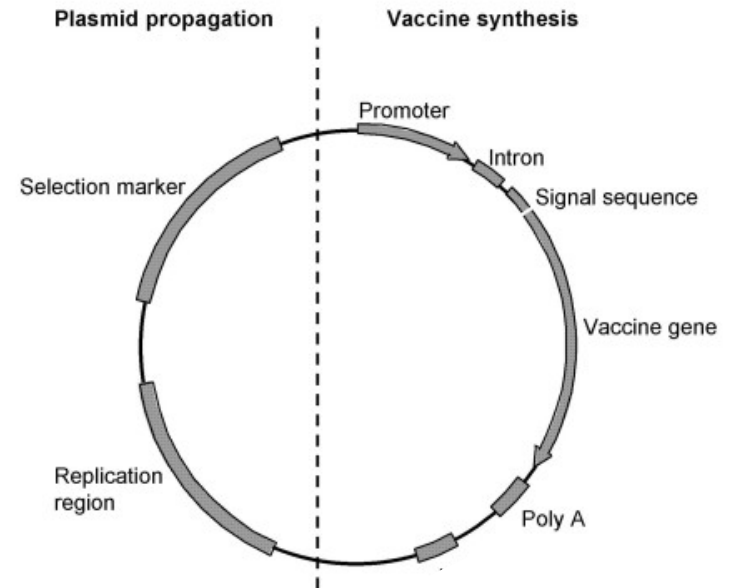 Plasmid propagation
Vaccine synthesis
Promoter
Intron
Selection marker
Signal sequence
Vaccine gene
Replication
region
Poly A